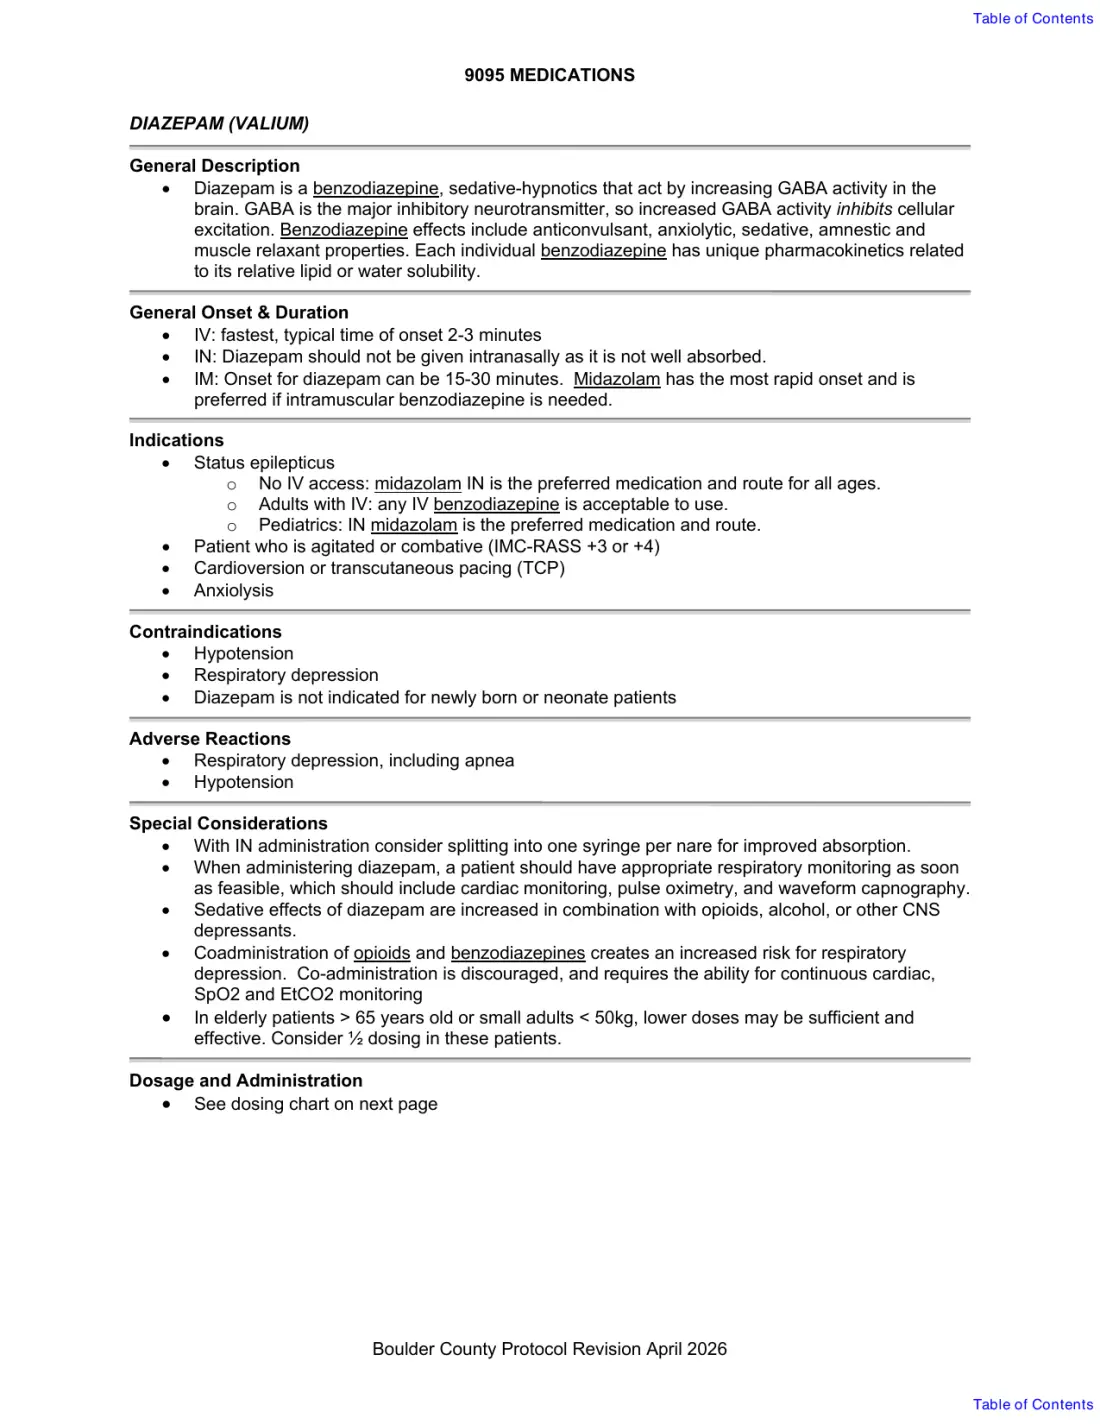 Table of Contents
9095 MEDICATIONS
DIAZEPAM (VALIUM)
General Description
• Diazepam is a benzodiazepine, sedative-hypnotics that act by increasing GABA activity in the
brain. GABA is the major inhibitory neurotransmitter, so increased GABA activity inhibits cellular
excitation. Benzodiazepine effects include anticonvulsant, anxiolytic, sedative, amnestic and
muscle relaxant properties. Each individual benzodiazepine has unique pharmacokinetics related
to its relative lipid or water solubility.
General Onset & Duration
• IV: fastest, typical time of onset 2-3 minutes
• IN: Diazepam should not be given intranasally as it is not well absorbed.
• IM: Onset for diazepam can be 15-30 minutes. Midazolam has the most rapid onset and is
preferred if intramuscular benzodiazepine is needed.
Indications
• Status epilepticus
o No IV access: midazolam IN is the preferred medication and route for all ages.
o Adults with IV: any IV benzodiazepine is acceptable to use.
o Pediatrics: IN midazolam is the preferred medication and route.
• Patient who is agitated or combative (IMC-RASS +3 or +4)
• Cardioversion or transcutaneous pacing (TCP)
• Anxiolysis
Contraindications
• Hypotension
• Respiratory depression
• Diazepam is not indicated for newly born or neonate patients
Adverse Reactions
• Respiratory depression, including apnea
• Hypotension
Special Considerations
• With IN administration consider splitting into one syringe per nare for improved absorption.
• When administering diazepam, a patient should have appropriate respiratory monitoring as soon
as feasible, which should include cardiac monitoring, pulse oximetry, and waveform capnography.
• Sedative effects of diazepam are increased in combination with opioids, alcohol, or other CNS
depressants.
• Coadministration of opioids and benzodiazepines creates an increased risk for respiratory
depression. Co-administration is discouraged, and requires the ability for continuous cardiac,
SpO2 and EtCO2 monitoring
• In elderly patients > 65 years old or small adults < 50kg, lower doses may be sufficient and
effective. Consider ½ dosing in these patients.
Dosage and Administration
• See dosing chart on next page
Boulder County Protocol Revision April 2026
Table of Contents